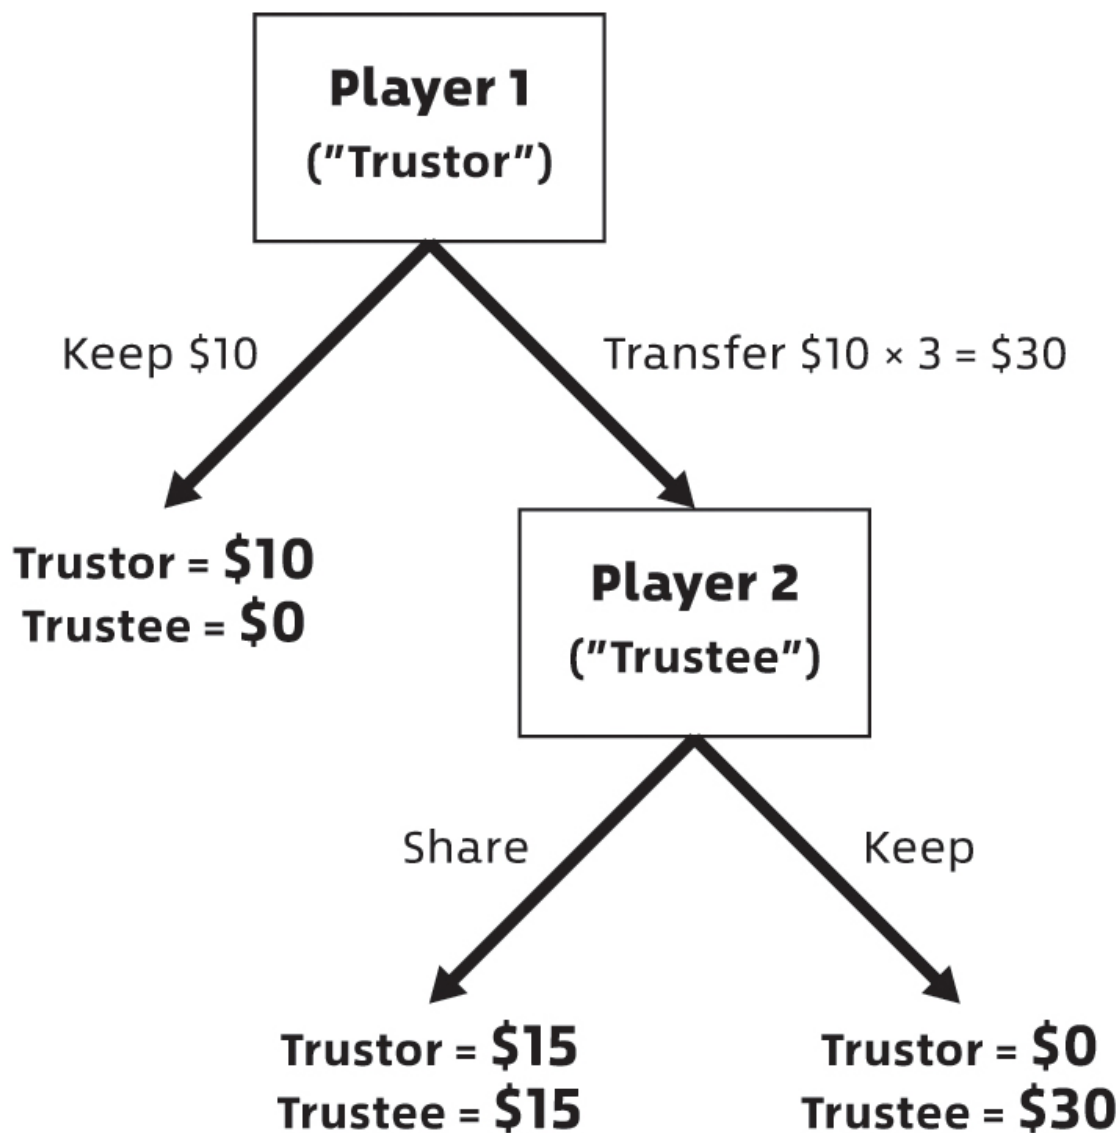 Player 1
("Trustor")
Keep $10
Transfer $10 × 3 = $30
Trustor = $10
Trustee = $0
Player 2
("Trustee")
Share
Keep
Trustor = $15
Trustee = $15
Trustor = $0
Trustee = $30